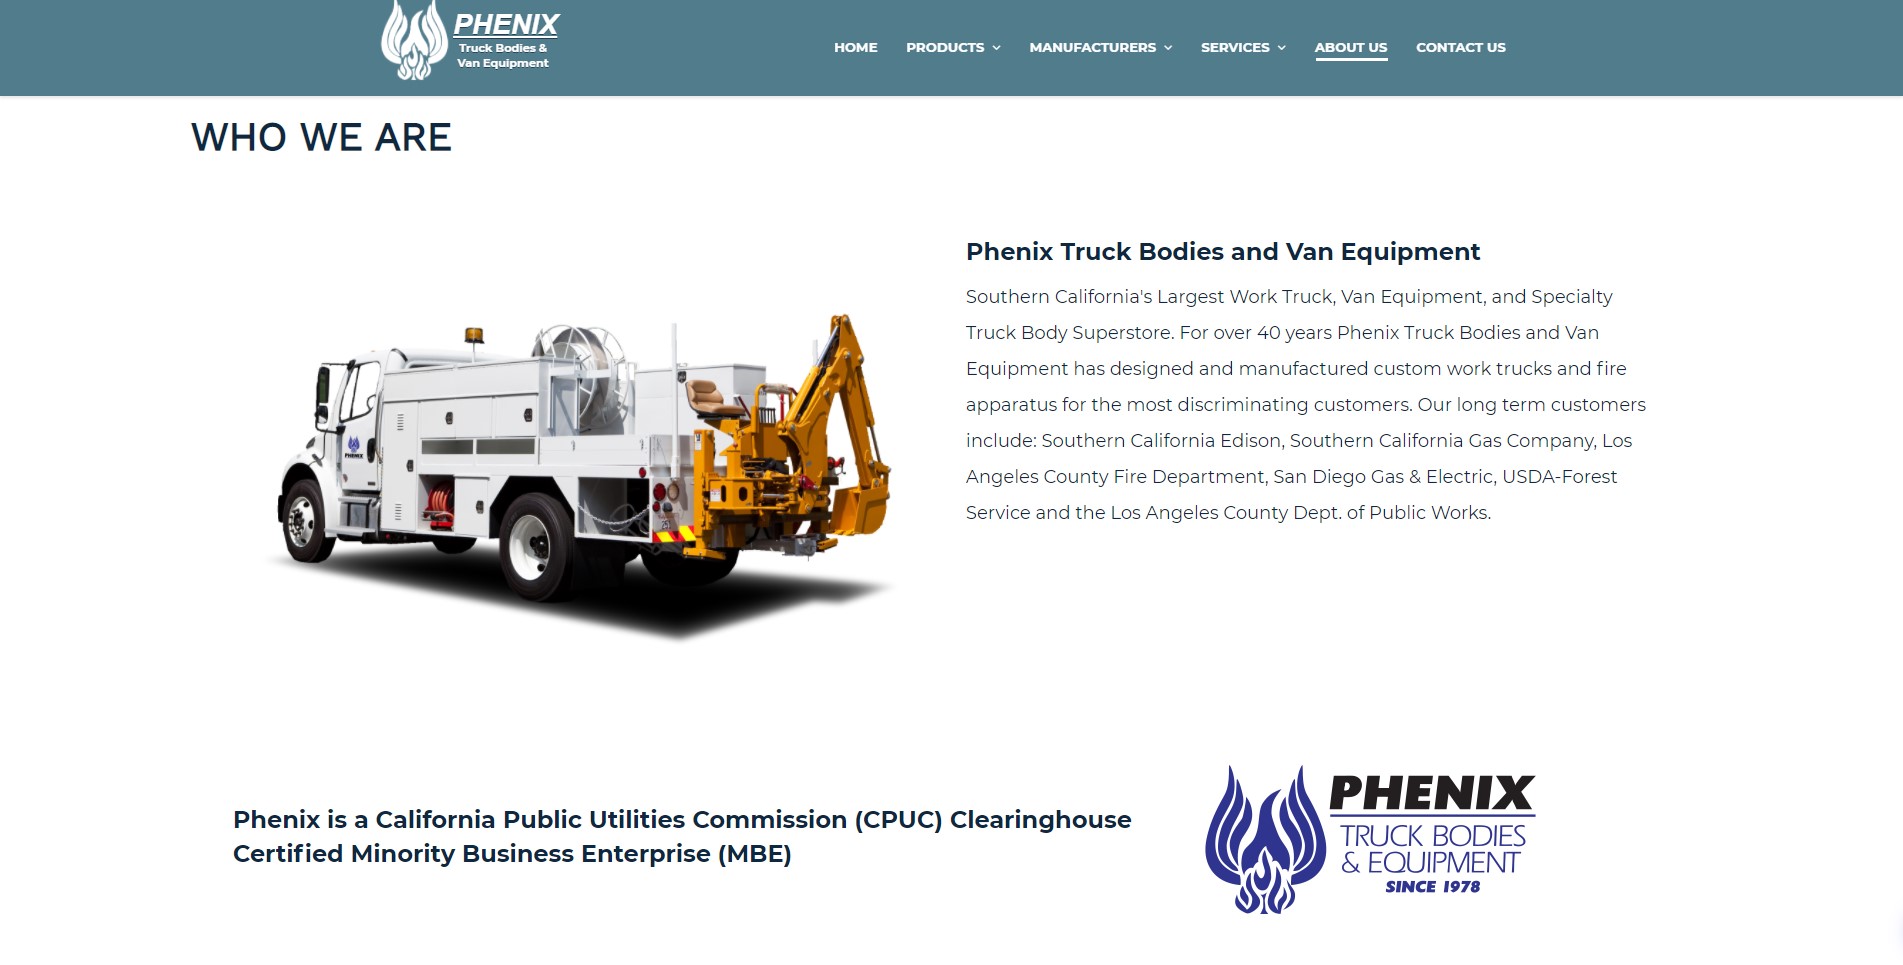 PHENIX
Truck Bodies &
Van Equipment
HOME
PRODUCTS
MANUFACTURERS
SERVICES
ABOUT US
CONTACT US
WHO WE ARE
Phenix Truck Bodies and Van Equipment
Southern California's Largest Work Truck, Van Equipment, and Specialty
Truck Body Superstore. For over 40 years Phenix Truck Bodies and Van
Equipment has designed and manufactured custom work trucks and fire
apparatus for the most discriminating customers. Our long term customers
include: Southern California Edison, Southern California Gas Company, Los
Angeles County Fire Department, San Diego Gas & Electric, USDA-Forest
Service and the Los Angeles County Dept. of Public Works.
PHENIX
Phenix is a California Public Utilities Commission (CPUC) Clearinghouse
Certified Minority Business Enterprise (MBE)
PHENIX
TRUCK BODIES
& EQUIPMENT
SINCE 1978